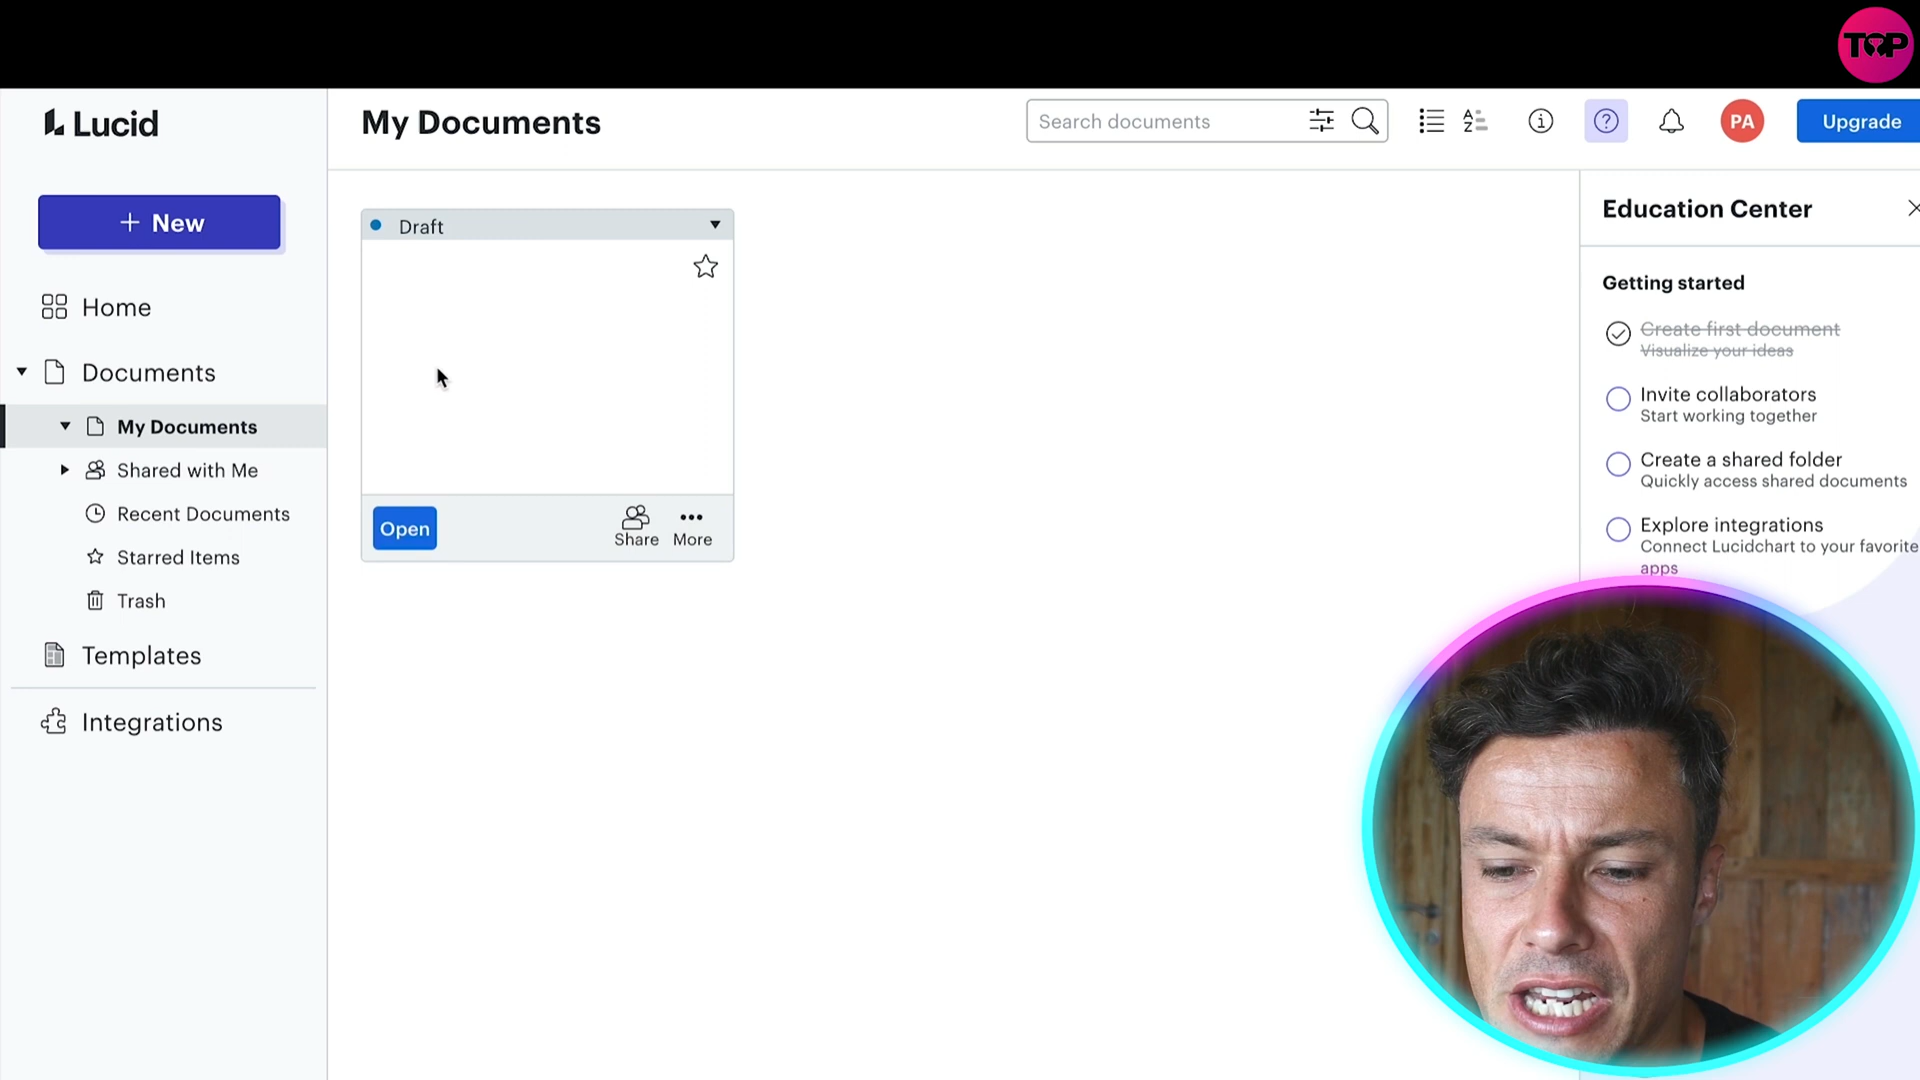 TOP
Lucid
My Documents
Search documents
PA
Upgrade
+ New
Home
Documents
My Documents
Shared with Me
Recent Documents
Starred Items
Trash
Templates
Integrations
Draft
Open
Share
More
Education Center
Getting started
Create first document
Visualize your ideas
Invite collaborators
Start working together
Create a shared folder
Quickly access shared documents
Explore integrations
Connect Lucidchart to your favorite
apps